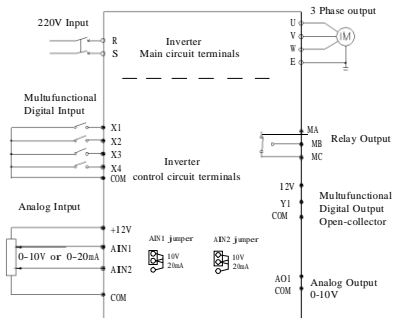 220V Input
R
S
Inverter
Main circuit terminals
3 Phase output
U
V
W
E
IM
Multufunctional
Digital Intput
X1
X2
X3
X4
COM
Inverter
control circuit terminals
MA
MB
MC
Relay Output
12V
Y1
COM
Multufunctional
Digital Output
Open-collector
Analog Intput
+12V
AIN1
0-10V or 0-20mA
AIN2
COM
AIN1 jumper
10V
20mA
AIN2 jumper
10V
20mA
AO1
COM
Analog Output
0-10V